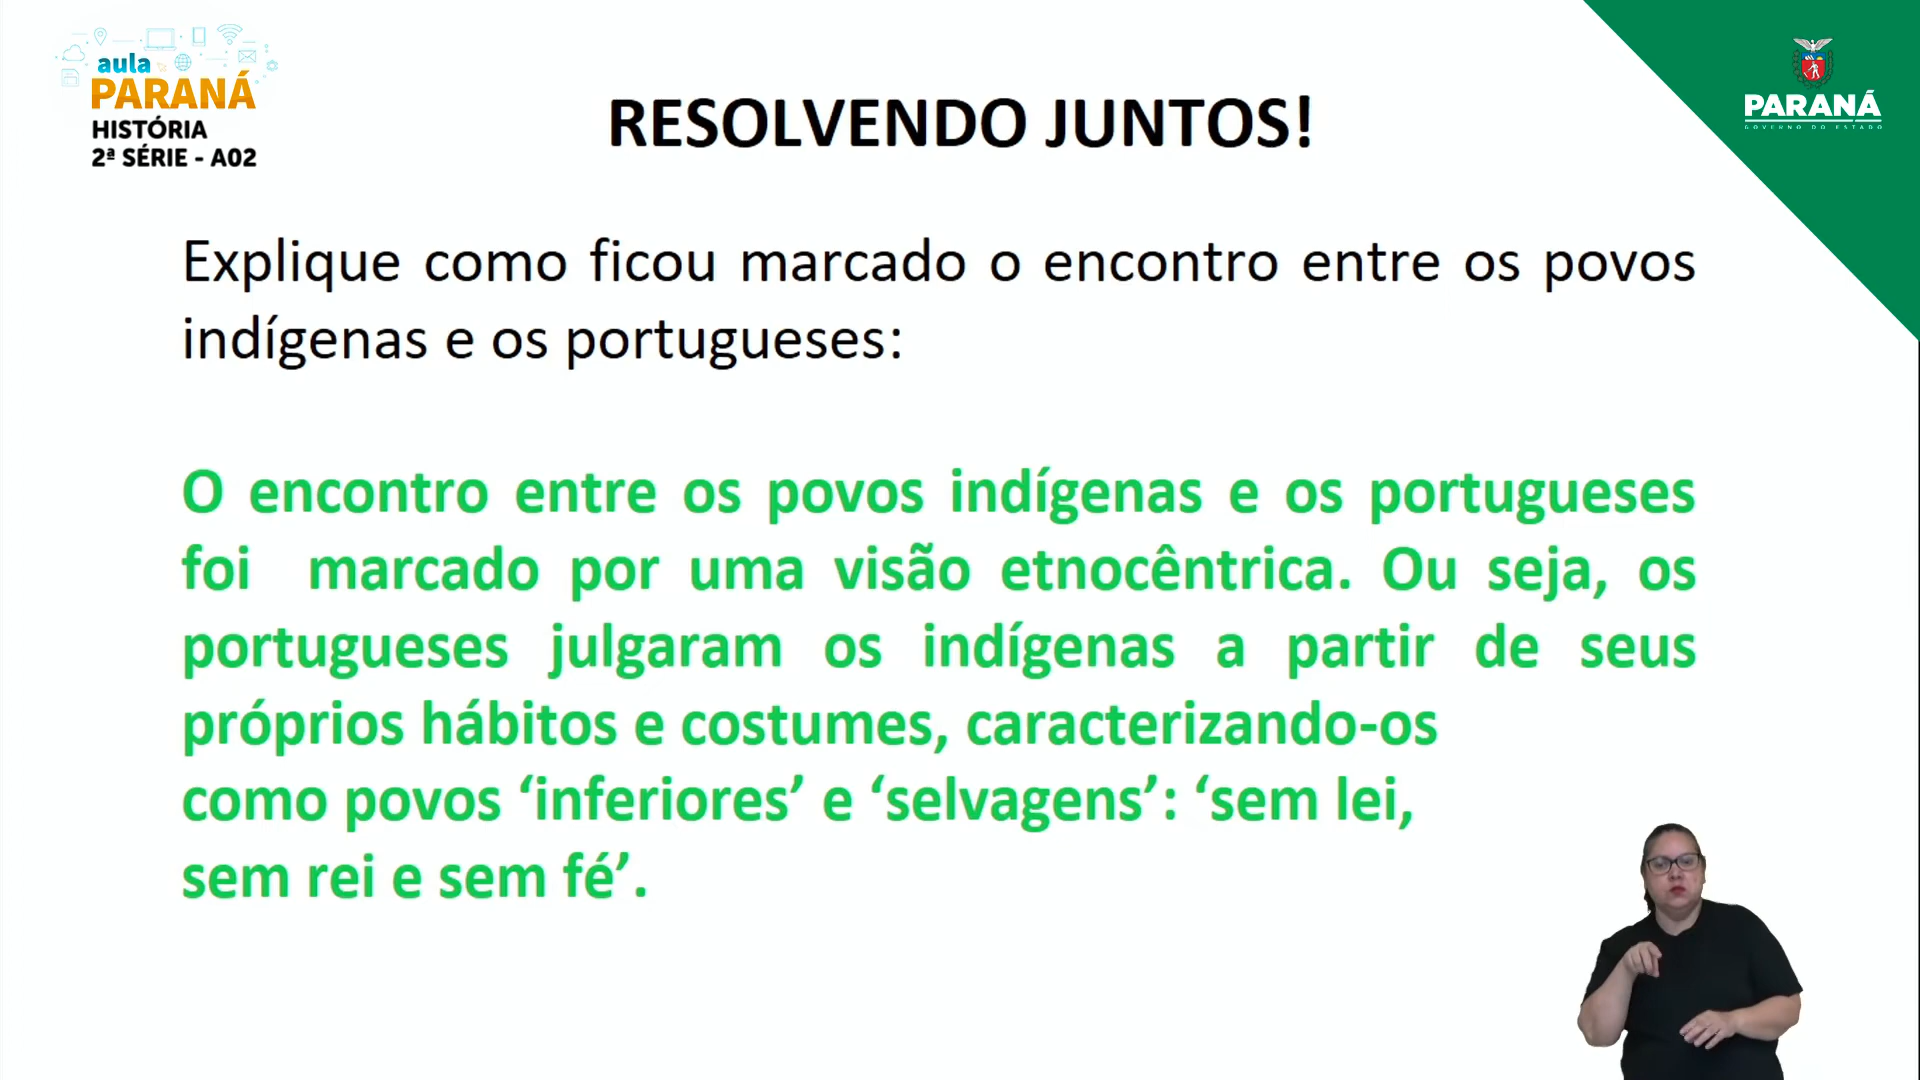 aula
PARANÁ
HISTÓRIA
2ª SÉRIE - A02
RESOLVENDO JUNTOS!
PARANÁ
GOVERNO DO ESTADO
Explique como ficou marcado o encontro entre os povos
indígenas e os portugueses:
O encontro entre os povos indígenas e os portugueses
foi marcado por uma visão etnocêntrica. Ou seja, os
portugueses julgaram os indígenas a partir de seus
próprios hábitos e costumes, caracterizando-os
como povos ‘inferiores’ e ‘selvagens’: ‘sem lei,
sem rei e sem fé’.